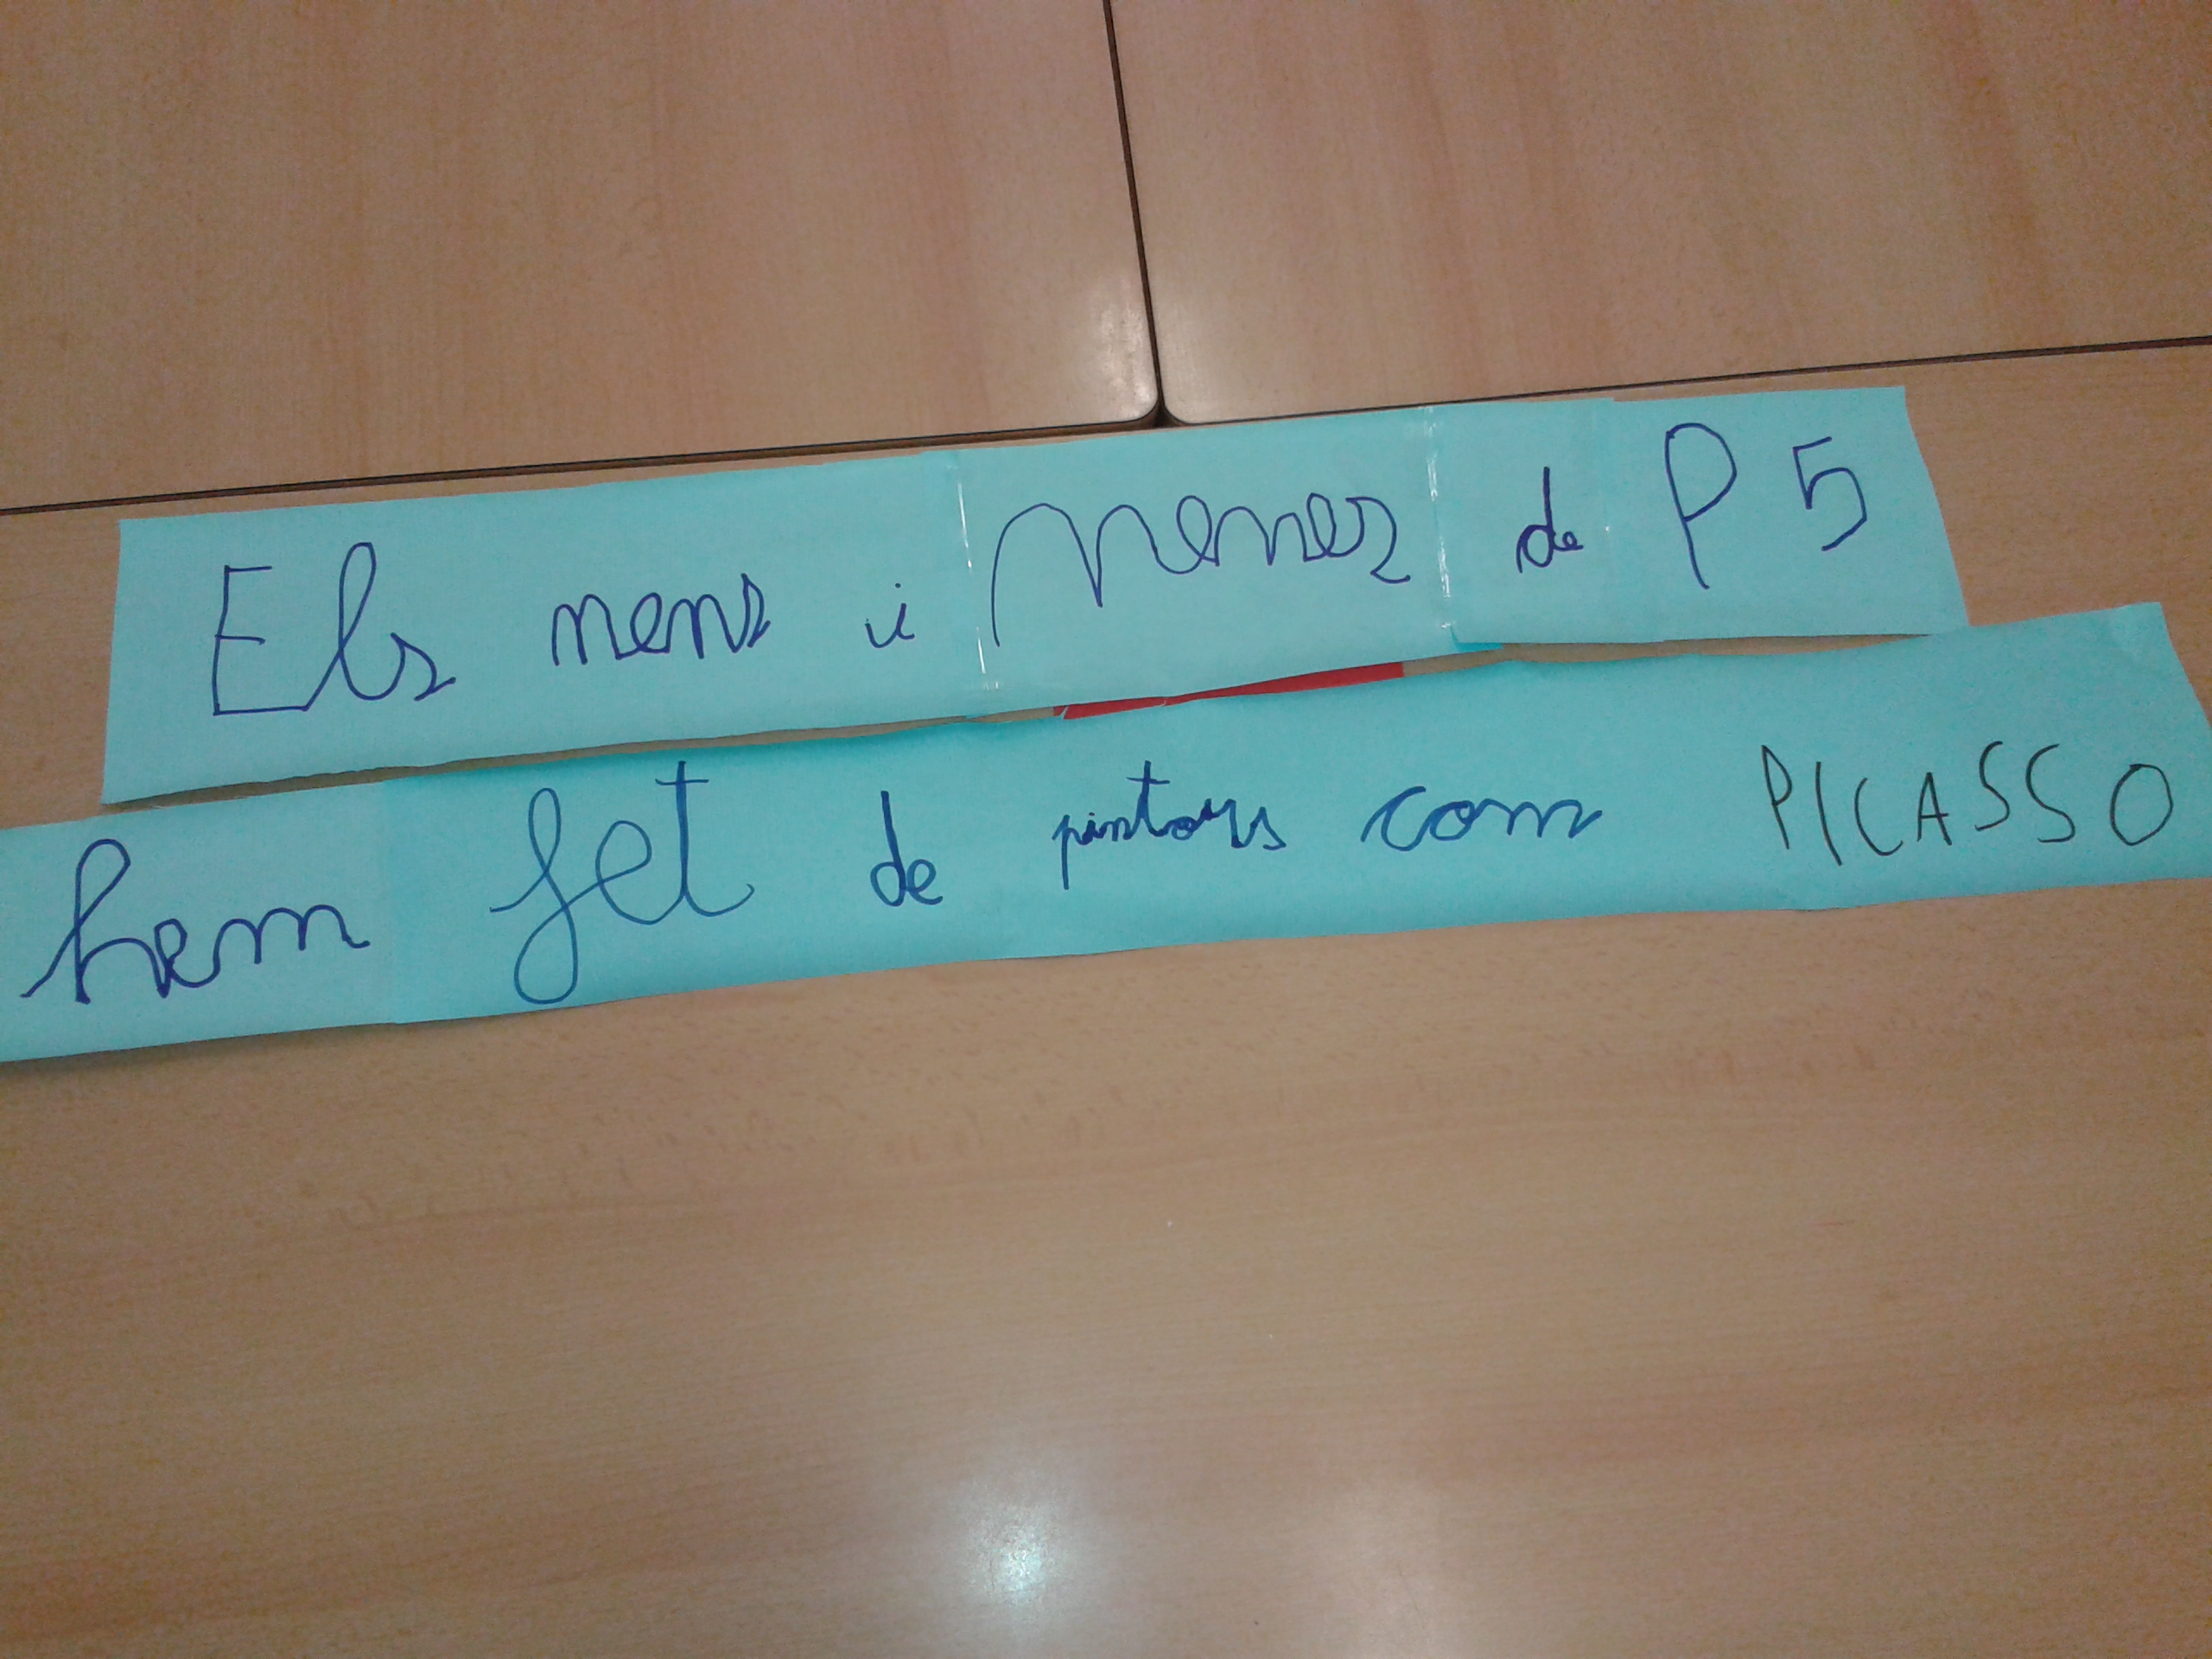 Els nens i nenes de P5
hem fet de pintors com PICASSO